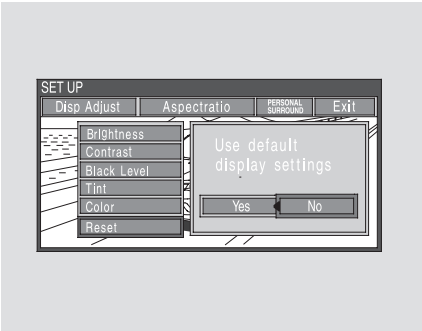 SET UP
Disp Adjust Aspectratio PERSONAL SURROUND Exit
Brightness
Contrast
Black Level
Tint
Color
Reset
Use default
display settings
Yes No